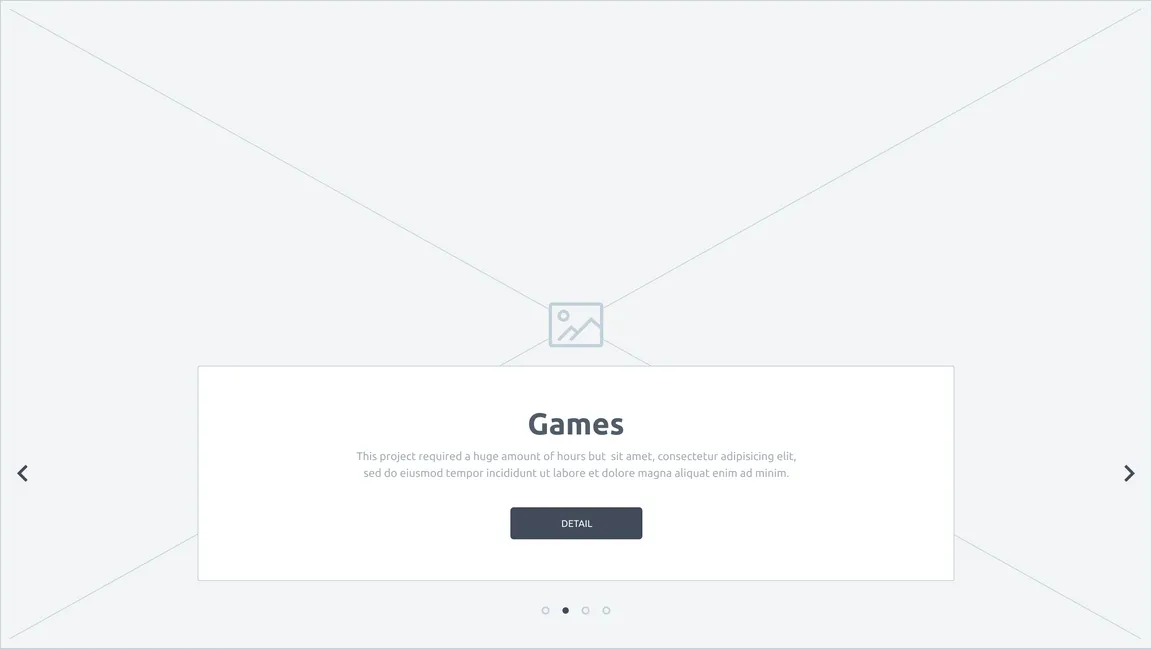 Games
This project required a huge amount of hours but  sit amet, consectetur adipisicing elit,
sed do eiusmod tempor incididunt ut labore et dolore magna aliquat enim ad minim.
DETAIL